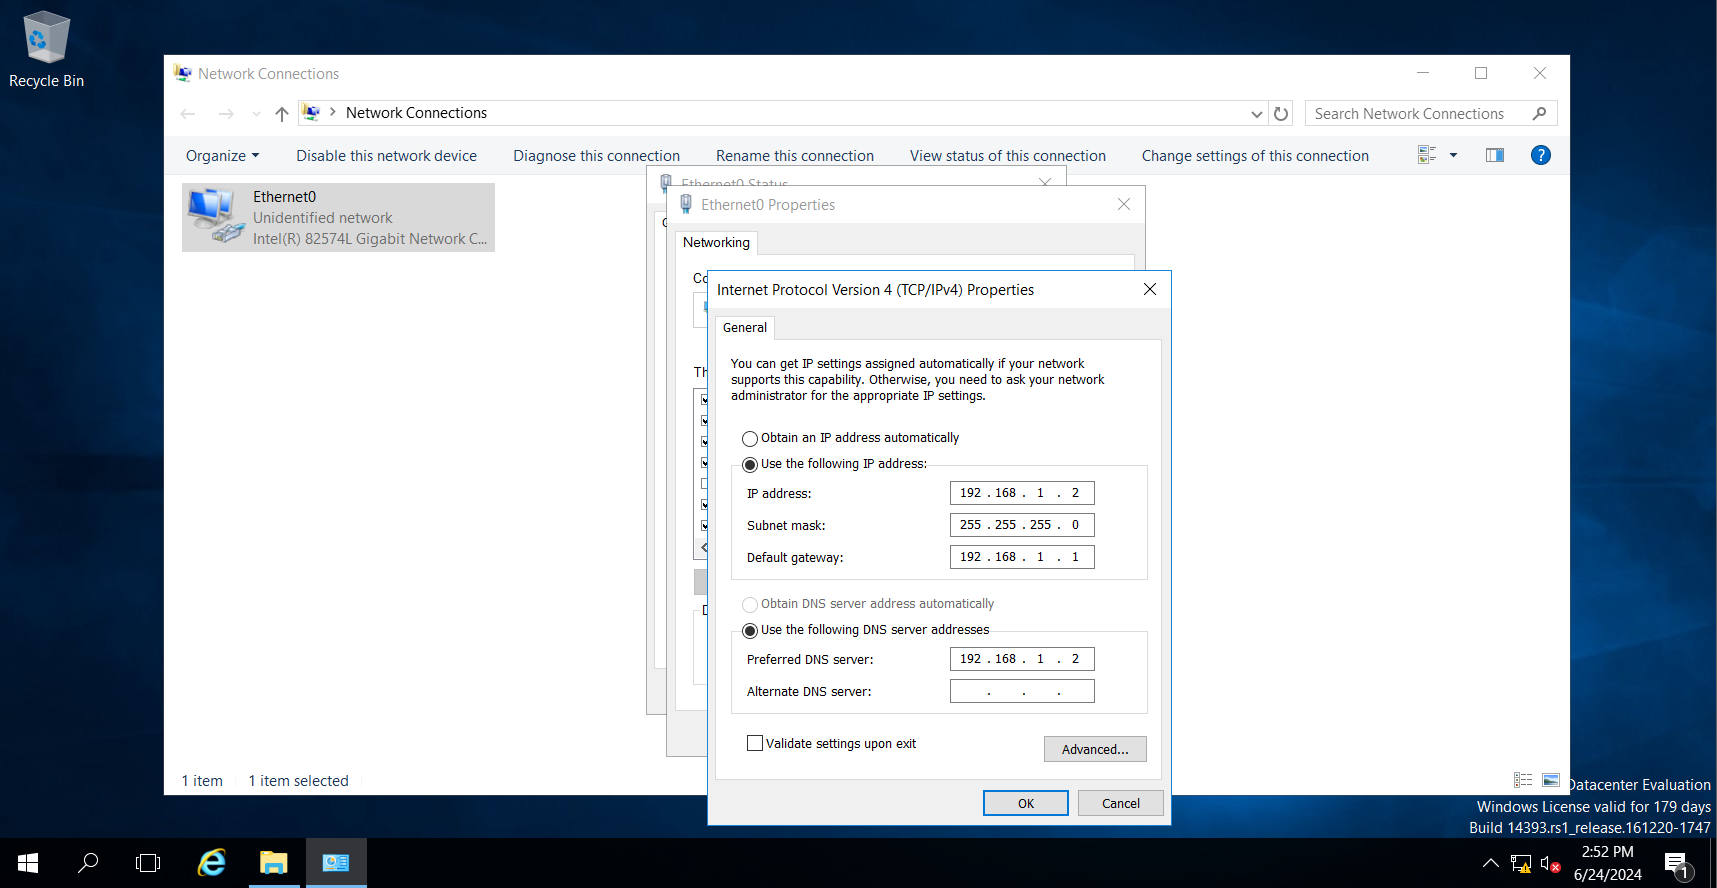 Recycle Bin
Network Connections
Network Connections
Search Network Connections
Organize
Disable this network device
Diagnose this connection
Rename this connection
View status of this connection
Change settings of this connection
Ethernet0
Unidentified network
Intel(R) 82574L Gigabit Network C...
Ethernet0 Status
Ethernet0 Properties
Networking
Internet Protocol Version 4 (TCP/IPv4) Properties
General
You can get IP settings assigned automatically if your network
supports this capability. Otherwise, you need to ask your network
administrator for the appropriate IP settings.
Obtain an IP address automatically
Use the following IP address:
IP address: 192 . 168 . 1 . 2
Subnet mask: 255 . 255 . 255 . 0
Default gateway: 192 . 168 . 1 . 1
Obtain DNS server address automatically
Use the following DNS server addresses
Preferred DNS server: 192 . 168 . 1 . 2
Alternate DNS server: . . .
Validate settings upon exit
Advanced...
OK
Cancel
1 item
1 item selected
Datacenter Evaluation
Windows License valid for 179 days
Build 14393.rs1_release.161220-1747
2:52 PM
6/24/2024
1